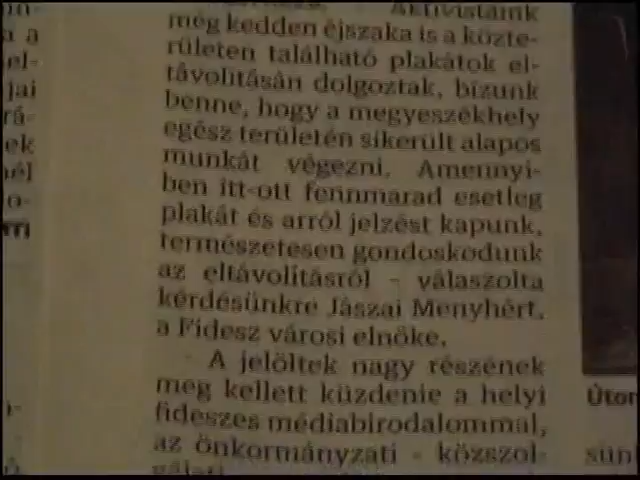 Aktivistáink
még kedden éjszaka is a közte-
rületen található plakátok el-
távolításán dolgoztak, bízunk
benne, hogy a megyeszékhely
egész területén sikerült alapos
munkát végezni. Amennyi-
ben itt-ott fennmarad esetleg
plakát és arról jelzést kapunk,
természetesen gondoskodunk
az eltávolításról - válaszolta
kérdésünkre Jászai Menyhért,
a Fidesz városi elnöke.
A jelöltek nagy részének
meg kellett küzdenie a helyi
fideszes médiabirodalommal,
az önkormányzati - közszol-